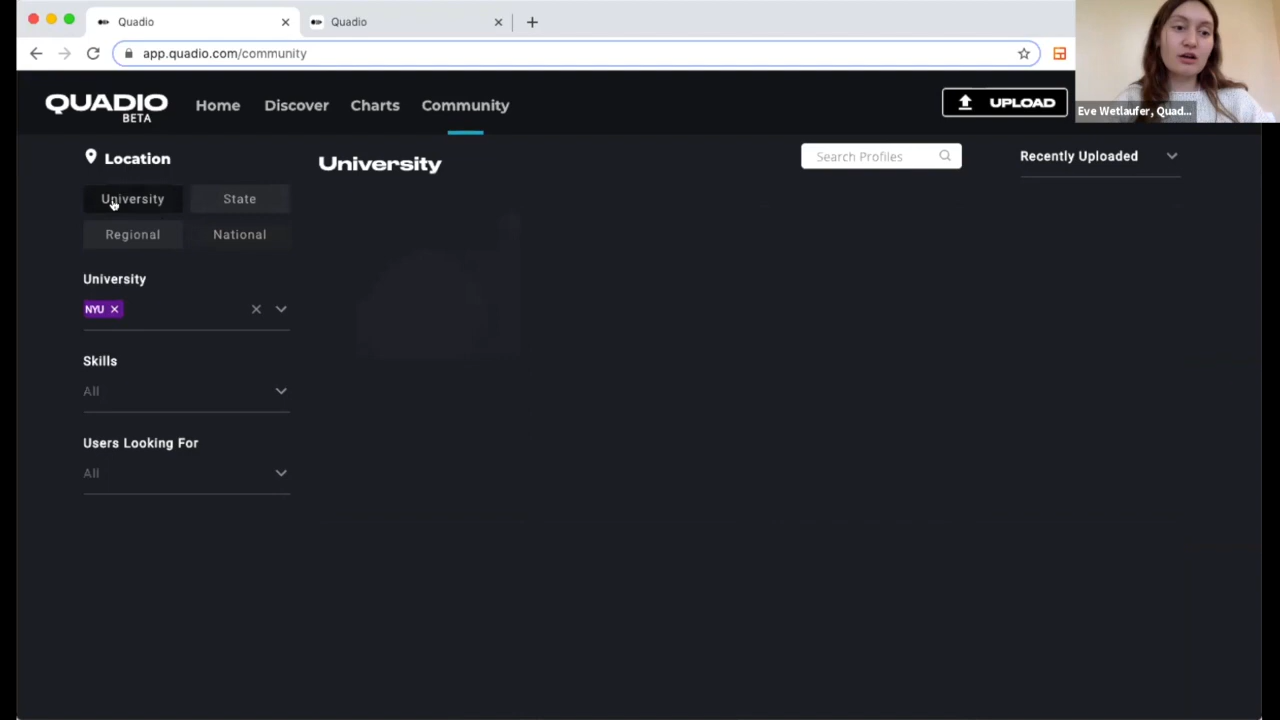 Quadio
Quadio
app.quadio.com/community
QUADIO
BETA
Home
Discover
Charts
Community
UPLOAD
Eve Wetlaufer, Quad...
Location
University
Search Profiles
Recently Uploaded
University
State
Regional
National
University
NYU
Skills
All
Users Looking For
All